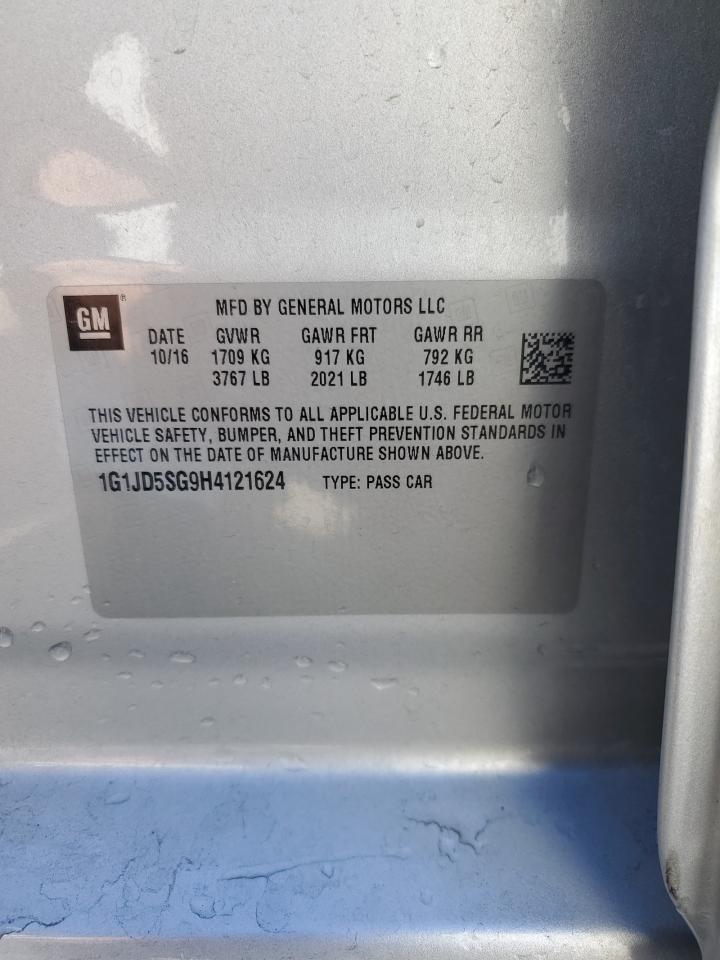 GM ®
MFD BY GENERAL MOTORS LLC
DATE GVWR GAWR FRT GAWR RR
10/16 1709 KG 917 KG 792 KG
3767 LB 2021 LB 1746 LB
THIS VEHICLE CONFORMS TO ALL APPLICABLE U.S. FEDERAL MOTOR
VEHICLE SAFETY, BUMPER, AND THEFT PREVENTION STANDARDS IN
EFFECT ON THE DATE OF MANUFACTURE SHOWN ABOVE.
1G1JD5SG9H4121624 TYPE: PASS CAR